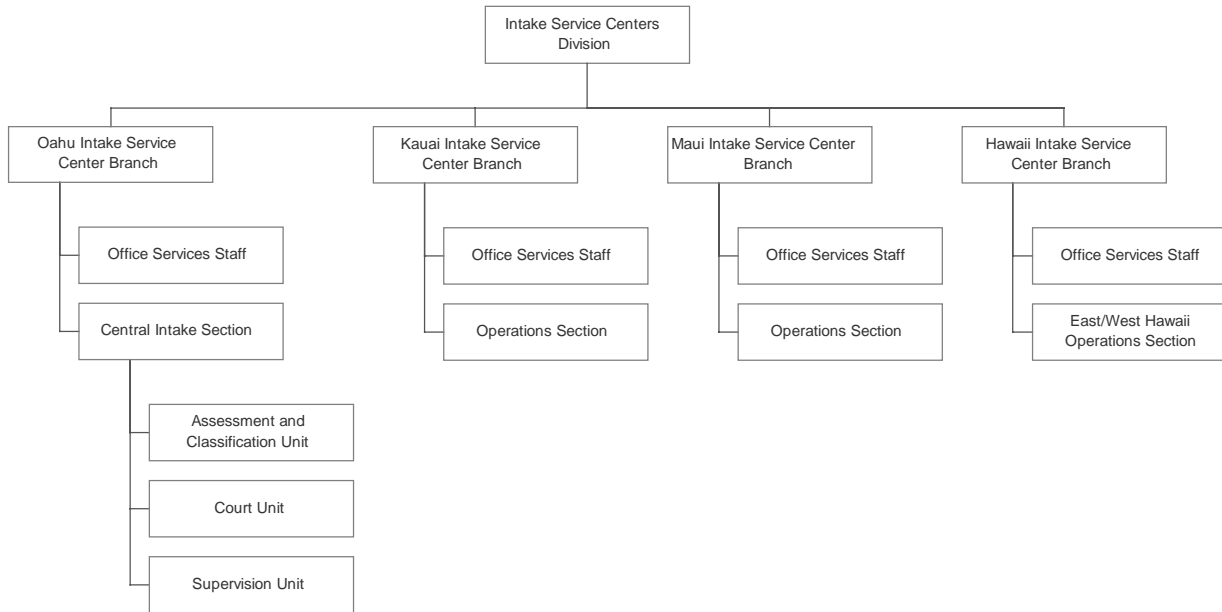 Intake Service Centers
Division
Oahu Intake Service
Center Branch
Kauai Intake Service
Center Branch
Maui Intake Service Center
Branch
Hawaii Intake Service
Center Branch
Office Services Staff
Office Services Staff
Office Services Staff
Office Services Staff
Central Intake Section
Operations Section
Operations Section
East/West Hawaii
Operations Section
Assessment and
Classification Unit
Court Unit
Supervision Unit